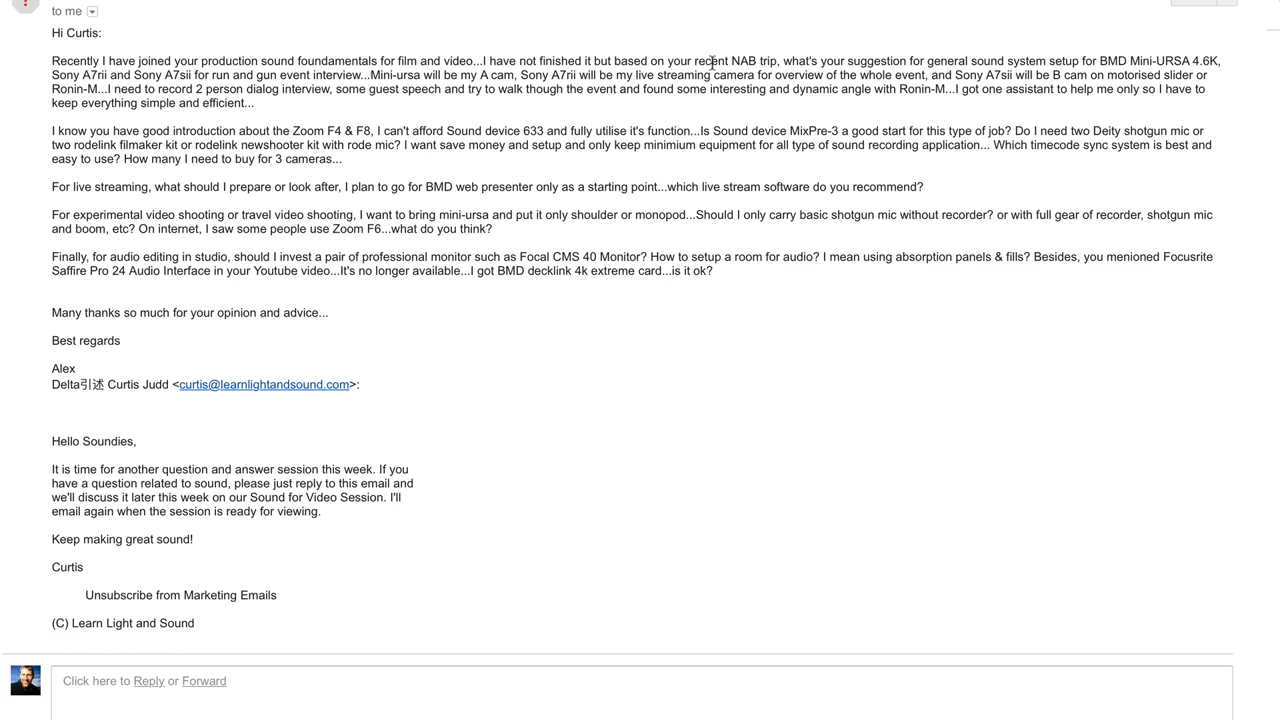 to me
Hi Curtis:
Recently I have joined your production sound foundamentals for film and video...I have not finished it but based on your recent NAB trip, what's your suggestion for general sound system setup for BMD Mini-URSA 4.6K,
Sony A7rii and Sony A7sii for run and gun event interview...Mini-ursa will be my A cam, Sony A7rii will be my live streaming camera for overview of the whole event, and Sony A7sii will be B cam on motorised slider or
Ronin-M...I need to record 2 person dialog interview, some guest speech and try to walk though the event and found some interesting and dynamic angle with Ronin-M...I got one assistant to help me only so I have to
keep everything simple and efficient...
I know you have good introduction about the Zoom F4 & F8, I can't afford Sound device 633 and fully utilise it's function...Is Sound device MixPre-3 a good start for this type of job? Do I need two Deity shotgun mic or
two rodelink filmaker kit or rodelink newshooter kit with rode mic? I want save money and setup and only keep minimium equipment for all type of sound recording application... Which timecode sync system is best and
easy to use? How many I need to buy for 3 cameras...
For live streaming, what should I prepare or look after, I plan to go for BMD web presenter only as a starting point...which live stream software do you recommend?
For experimental video shooting or travel video shooting, I want to bring mini-ursa and put it only shoulder or monopod...Should I only carry basic shotgun mic without recorder? or with full gear of recorder, shotgun mic
and boom, etc? On internet, I saw some people use Zoom F6...what do you think?
Finally, for audio editing in studio, should I invest a pair of professional monitor such as Focal CMS 40 Monitor? How to setup a room for audio? I mean using absorption panels & fills? Besides, you menioned Focusrite
Saffire Pro 24 Audio Interface in your Youtube video...It's no longer available...I got BMD decklink 4k extreme card...is it ok?
Many thanks so much for your opinion and advice...
Best regards
Alex
Delta引述 Curtis Judd <curtis@learnlightandsound.com>:
Hello Soundies,
It is time for another question and answer session this week. If you
have a question related to sound, please just reply to this email and
we'll discuss it later this week on our Sound for Video Session. I'll
email again when the session is ready for viewing.
Keep making great sound!
Curtis
Unsubscribe from Marketing Emails
(C) Learn Light and Sound
Click here to Reply or Forward